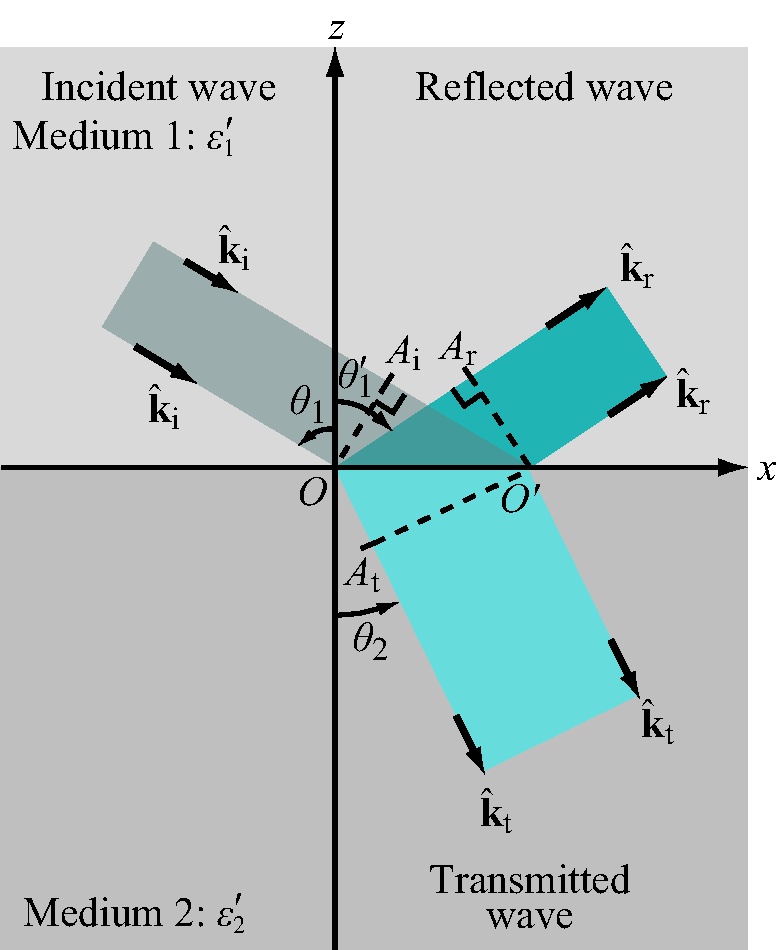 z
Incident wave
Reflected wave
Medium 1: ε′₁
k̂ᵢ
k̂ᵣ
Aᵢ
Aᵣ
θ′₁
θ₁
k̂ᵢ
k̂ᵣ
x
O
O′
Aₜ
θ₂
k̂ₜ
k̂ₜ
Transmitted
wave
Medium 2: ε′₂